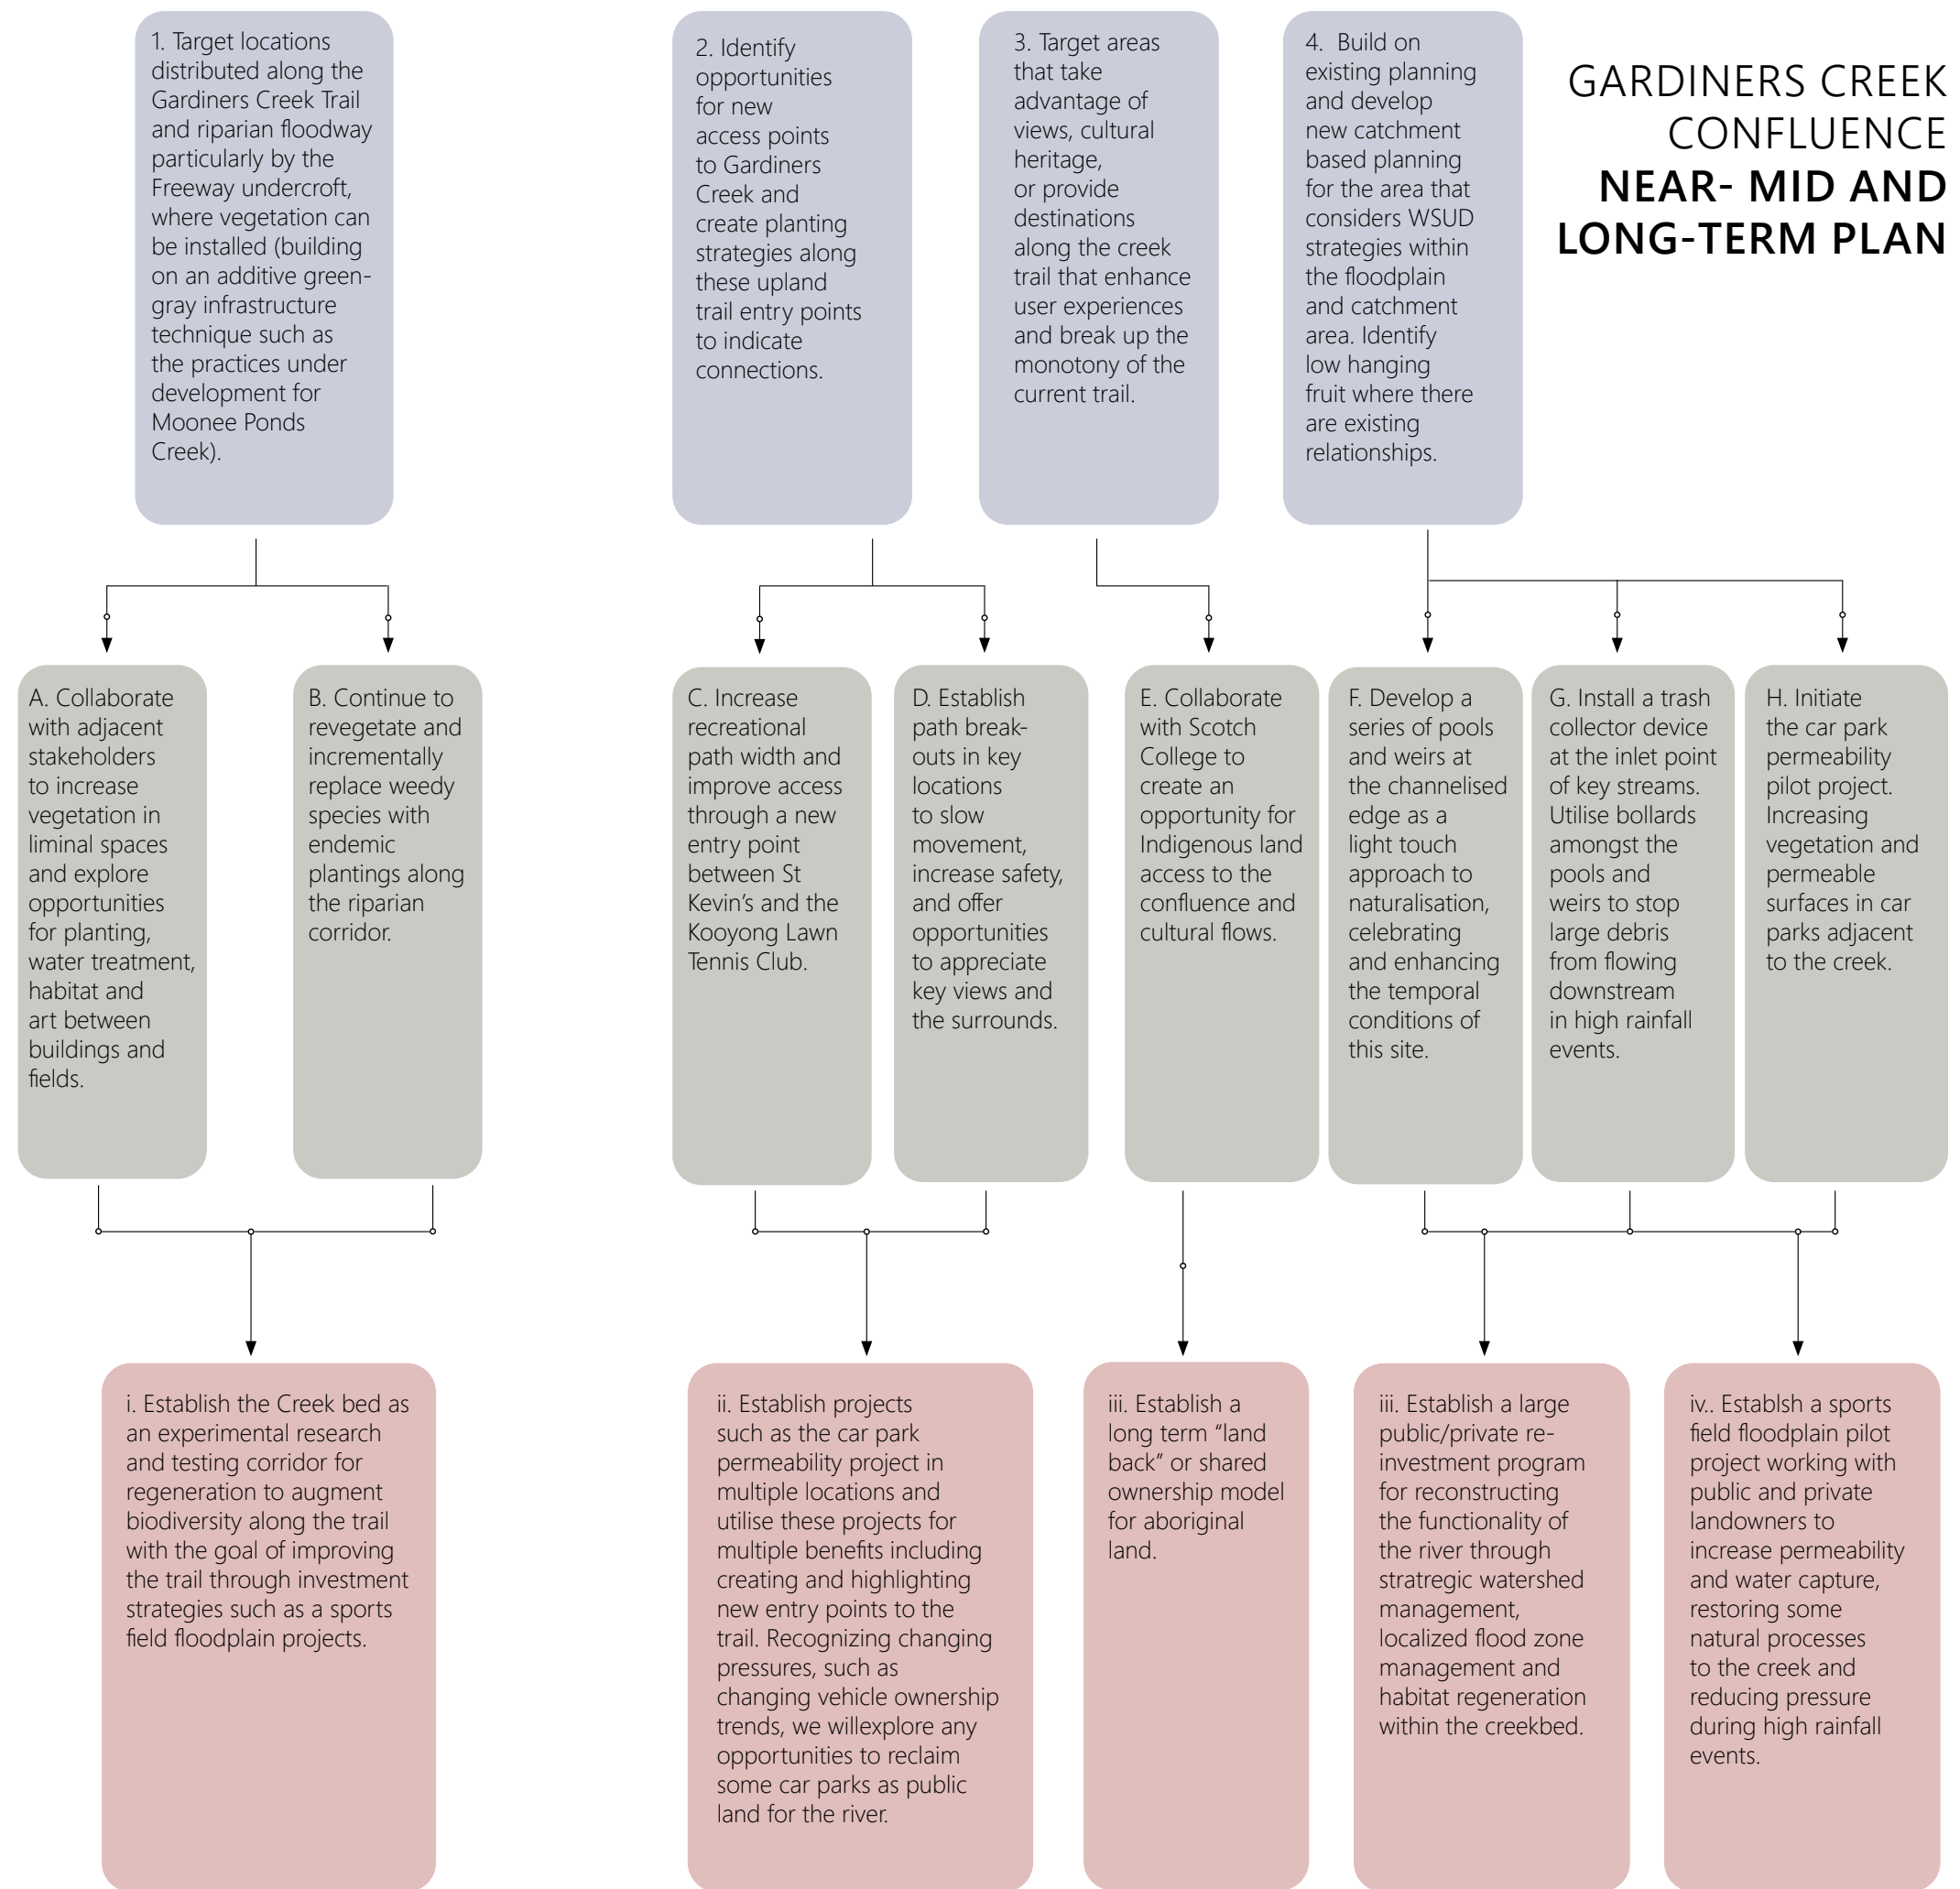 GARDINERS CREEK
CONFLUENCE
NEAR- MID AND
LONG-TERM PLAN
1. Target locations
distributed along the
Gardiners Creek Trail
and riparian floodway
particularly by the
Freeway undercroft,
where vegetation can
be installed (building
on an additive green-
gray infrastructure
technique such as
the practices under
development for
Moonee Ponds
Creek).
2. Identify
opportunities
for new
access points
to Gardiners
Creek and
create planting
strategies along
these upland
trail entry points
to indicate
connections.
3. Target areas
that take
advantage of
views, cultural
heritage,
or provide
destinations
along the creek
trail that enhance
user experiences
and break up the
monotony of the
current trail.
4. Build on
existing planning
and develop
new catchment
based planning
for the area that
considers WSUD
strategies within
the floodplain
and catchment
area. Identify
low hanging
fruit where there
are existing
relationships.
A. Collaborate
with adjacent
stakeholders
to increase
vegetation in
liminal spaces
and explore
opportunities
for planting,
water treatment,
habitat and
art between
buildings and
fields.
B. Continue to
revegetate and
incrementally
replace weedy
species with
endemic
plantings along
the riparian
corridor.
C. Increase
recreational
path width and
improve access
through a new
entry point
between St
Kevin's and the
Kooyong Lawn
Tennis Club.
D. Establish
path break-
outs in key
locations
to slow
movement,
increase safety,
and offer
opportunities
to appreciate
key views and
the surrounds.
E. Collaborate
with Scotch
College to
create an
opportunity for
Indigenous land
access to the
confluence and
cultural flows.
F. Develop a
series of pools
and weirs at
the channelised
edge as a
light touch
approach to
naturalisation,
celebrating
and enhancing
the temporal
conditions of
this site.
G. Install a trash
collector device
at the inlet point
of key streams.
Utilise bollards
amongst the
pools and
weirs to stop
large debris
from flowing
downstream
in high rainfall
events.
H. Initiate
the car park
permeability
pilot project.
Increasing
vegetation and
permeable
surfaces in car
parks adjacent
to the creek.
i. Establish the Creek bed as
an experimental research
and testing corridor for
regeneration to augment
biodiversity along the trail
with the goal of improving
the trail through investment
strategies such as a sports
field floodplain projects.
ii. Establish projects
such as the car park
permeability project in
multiple locations and
utilise these projects for
multiple benefits including
creating and highlighting
new entry points to the
trail. Recognizing changing
pressures, such as
changing vehicle ownership
trends, we willexplore any
opportunities to reclaim
some car parks as public
land for the river.
iii. Establish a
long term “land
back” or shared
ownership model
for aboriginal
land.
iii. Establish a large
public/private re-
investment program
for reconstructing
the functionality of
the river through
stratregic watershed
management,
localized flood zone
management and
habitat regeneration
within the creekbed.
iv.. Establsh a sports
field floodplain pilot
project working with
public and private
landowners to
increase permeability
and water capture,
restoring some
natural processes
to the creek and
reducing pressure
during high rainfall
events.